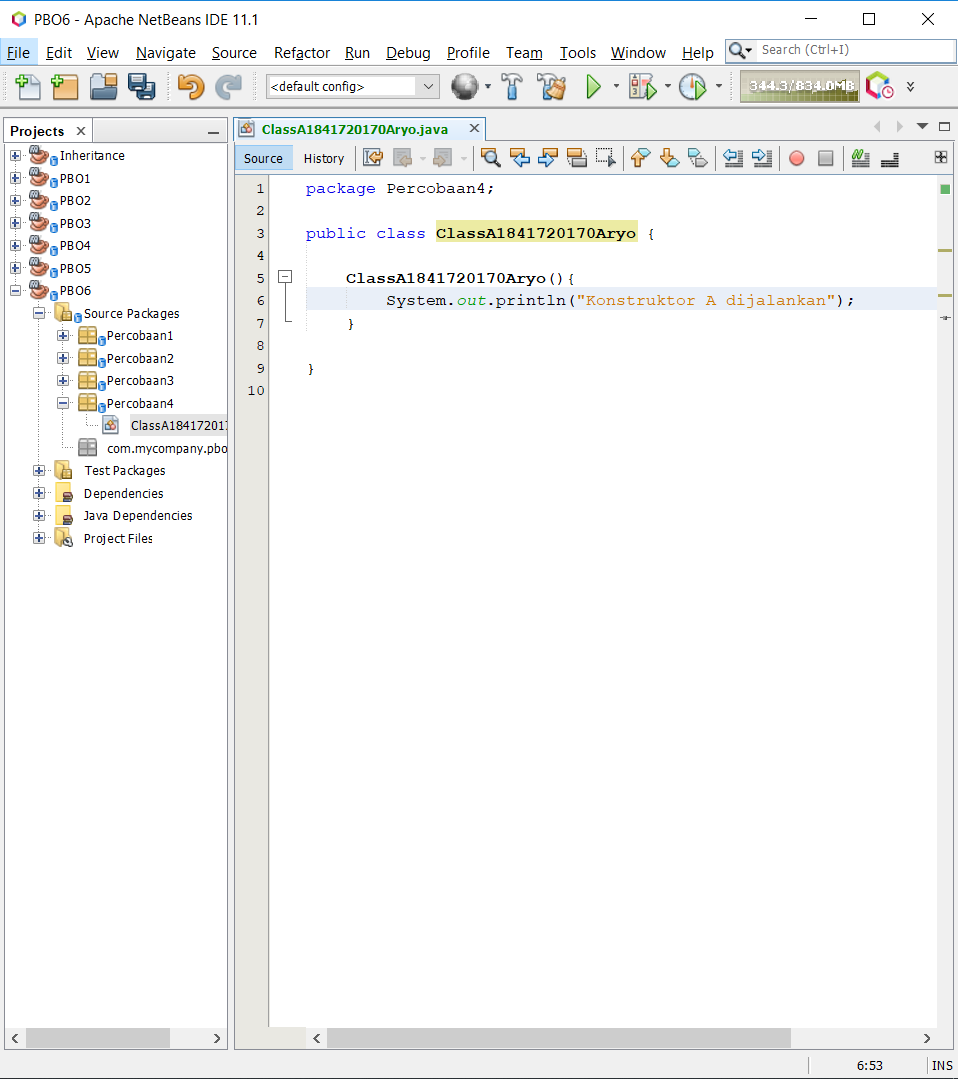 PBO6 - Apache NetBeans IDE 11.1
File Edit View Navigate Source Refactor Run Debug Profile Team Tools Window Help Search (Ctrl+I)
<default config> 344.3/834.0MB
Projects
Inheritance
PBO1
PBO2
PBO3
PBO4
PBO5
PBO6
Source Packages
Percobaan1
Percobaan2
Percobaan3
Percobaan4
ClassA18417201
com.mycompany.pbo
Test Packages
Dependencies
Java Dependencies
Project Files
ClassA1841720170Aryo.java
Source History
1 package Percobaan4;
2
3 public class ClassA1841720170Aryo {
4
5 ClassA1841720170Aryo(){
6 System.out.println("Konstruktor A dijalankan");
7 }
8
9 }
10
6:53 INS